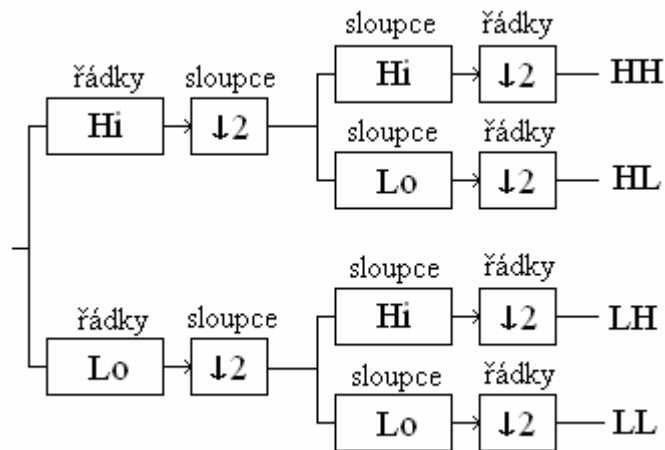 sloupce řádky
řádky sloupce Hi ↓2 HH
Hi ↓2 sloupce řádky
Lo ↓2 HL
sloupce řádky
řádky sloupce Hi ↓2 LH
Lo ↓2 sloupce řádky
Lo ↓2 LL